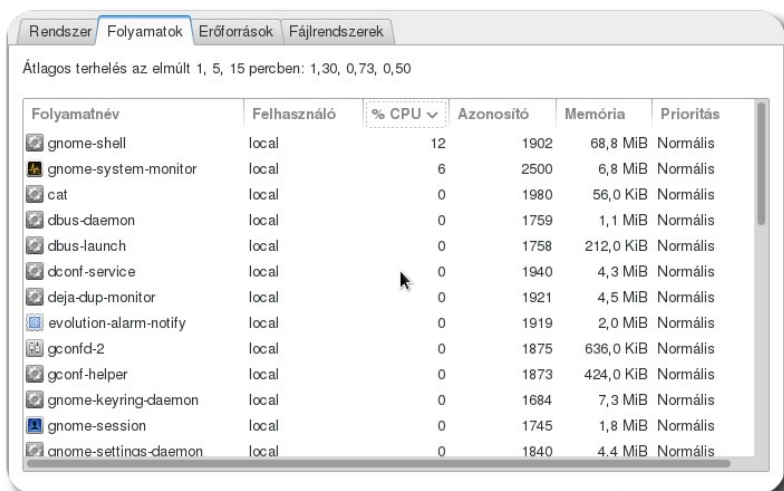 Rendszer Folyamatok Erőforrások Fájlrendszerek
Átlagos terhelés az elmúlt 1, 5, 15 percben: 1,30, 0,73, 0,50
Folyamatnév Felhasználó % CPU Azonosító Memória Prioritás
gnome-shell local 12 1902 68,8 MiB Normális
gnome-system-monitor local 6 2500 6,8 MiB Normális
cat local 0 1980 56,0 KiB Normális
dbus-daemon local 0 1759 1,1 MiB Normális
dbus-launch local 0 1758 212,0 KiB Normális
dconf-service local 0 1940 4,3 MiB Normális
deja-dup-monitor local 0 1921 4,5 MiB Normális
evolution-alarm-notify local 0 1919 2,0 MiB Normális
gconfd-2 local 0 1875 636,0 KiB Normális
gconf-helper local 0 1873 424,0 KiB Normális
gnome-keyring-daemon local 0 1684 7,3 MiB Normális
gnome-session local 0 1745 1,8 MiB Normális
gnome-settings-daemon local 0 1840 4,4 MiB Normális